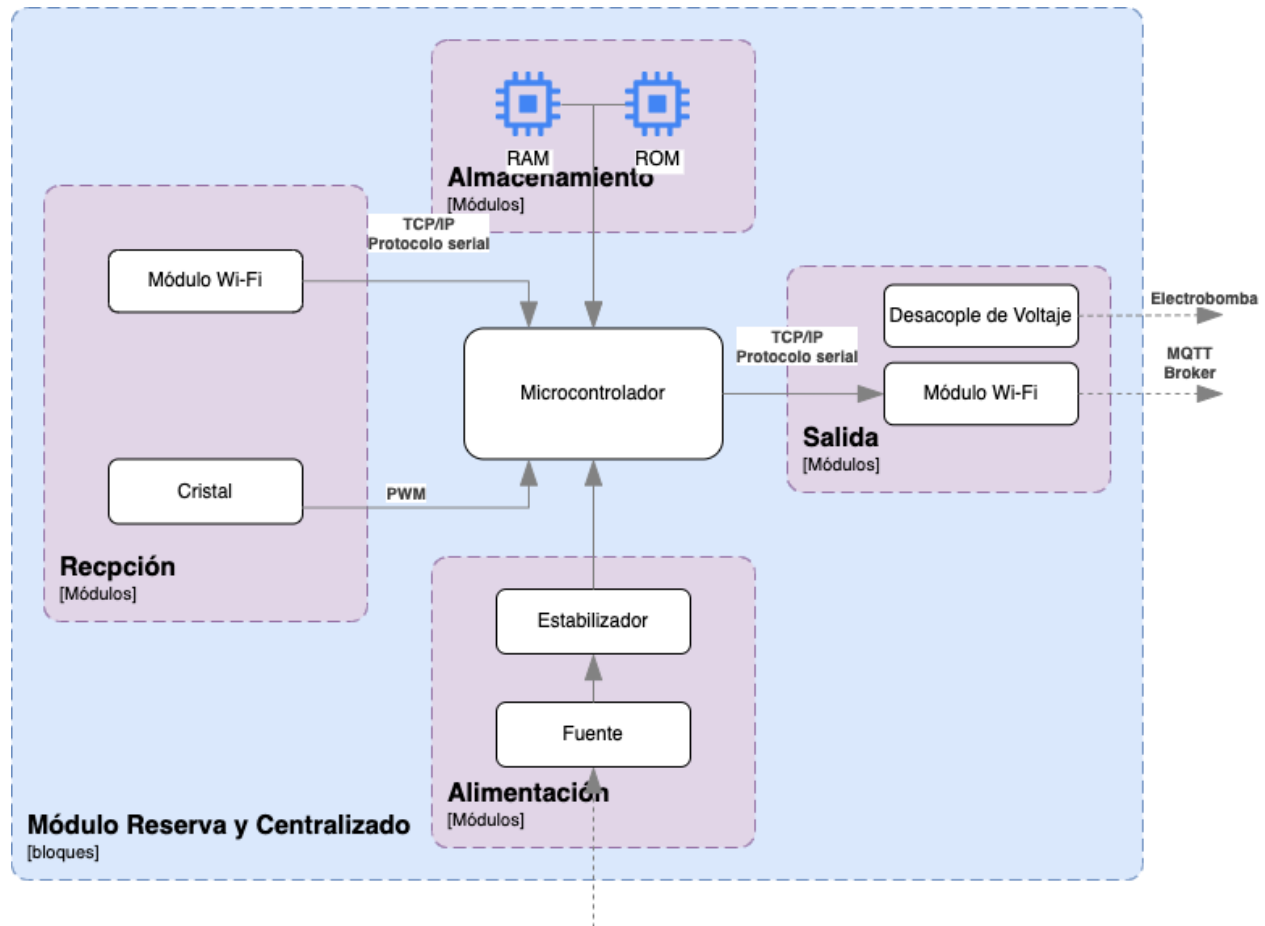 RAM
ROM
Almacenamiento
[Módulos]
TCP/IP
Protocolo serial
Módulo Wi-Fi
Cristal
PWM
Recpción
[Módulos]
Microcontrolador
TCP/IP
Protocolo serial
Desacople de Voltaje
Módulo Wi-Fi
Salida
[Módulos]
Electrobomba
MQTT
Broker
Estabilizador
Fuente
Alimentación
[Módulos]
Módulo Reserva y Centralizado
[bloques]